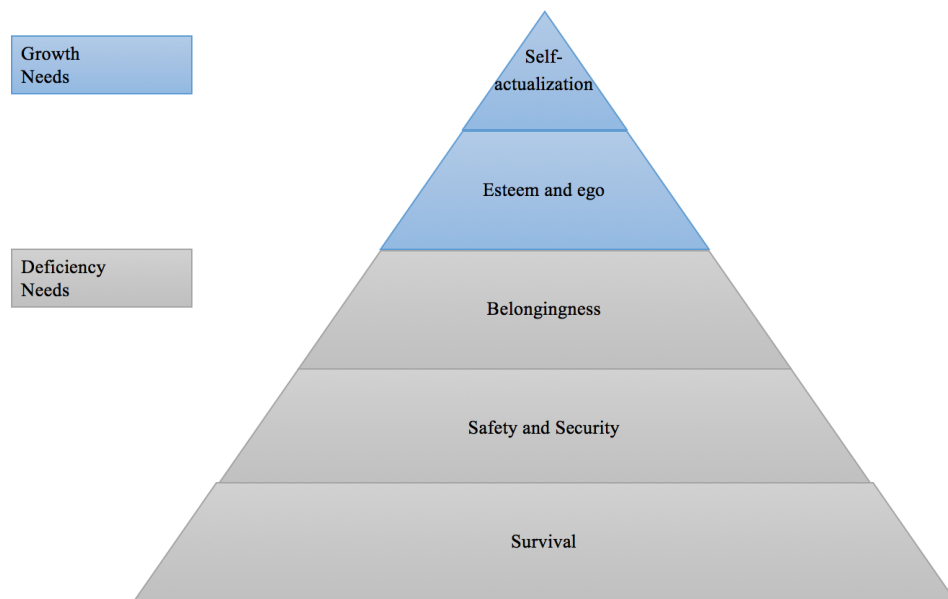 Growth
Needs
Self-
actualization
Esteem and ego
Deficiency
Needs
Belongingness
Safety and Security
Survival